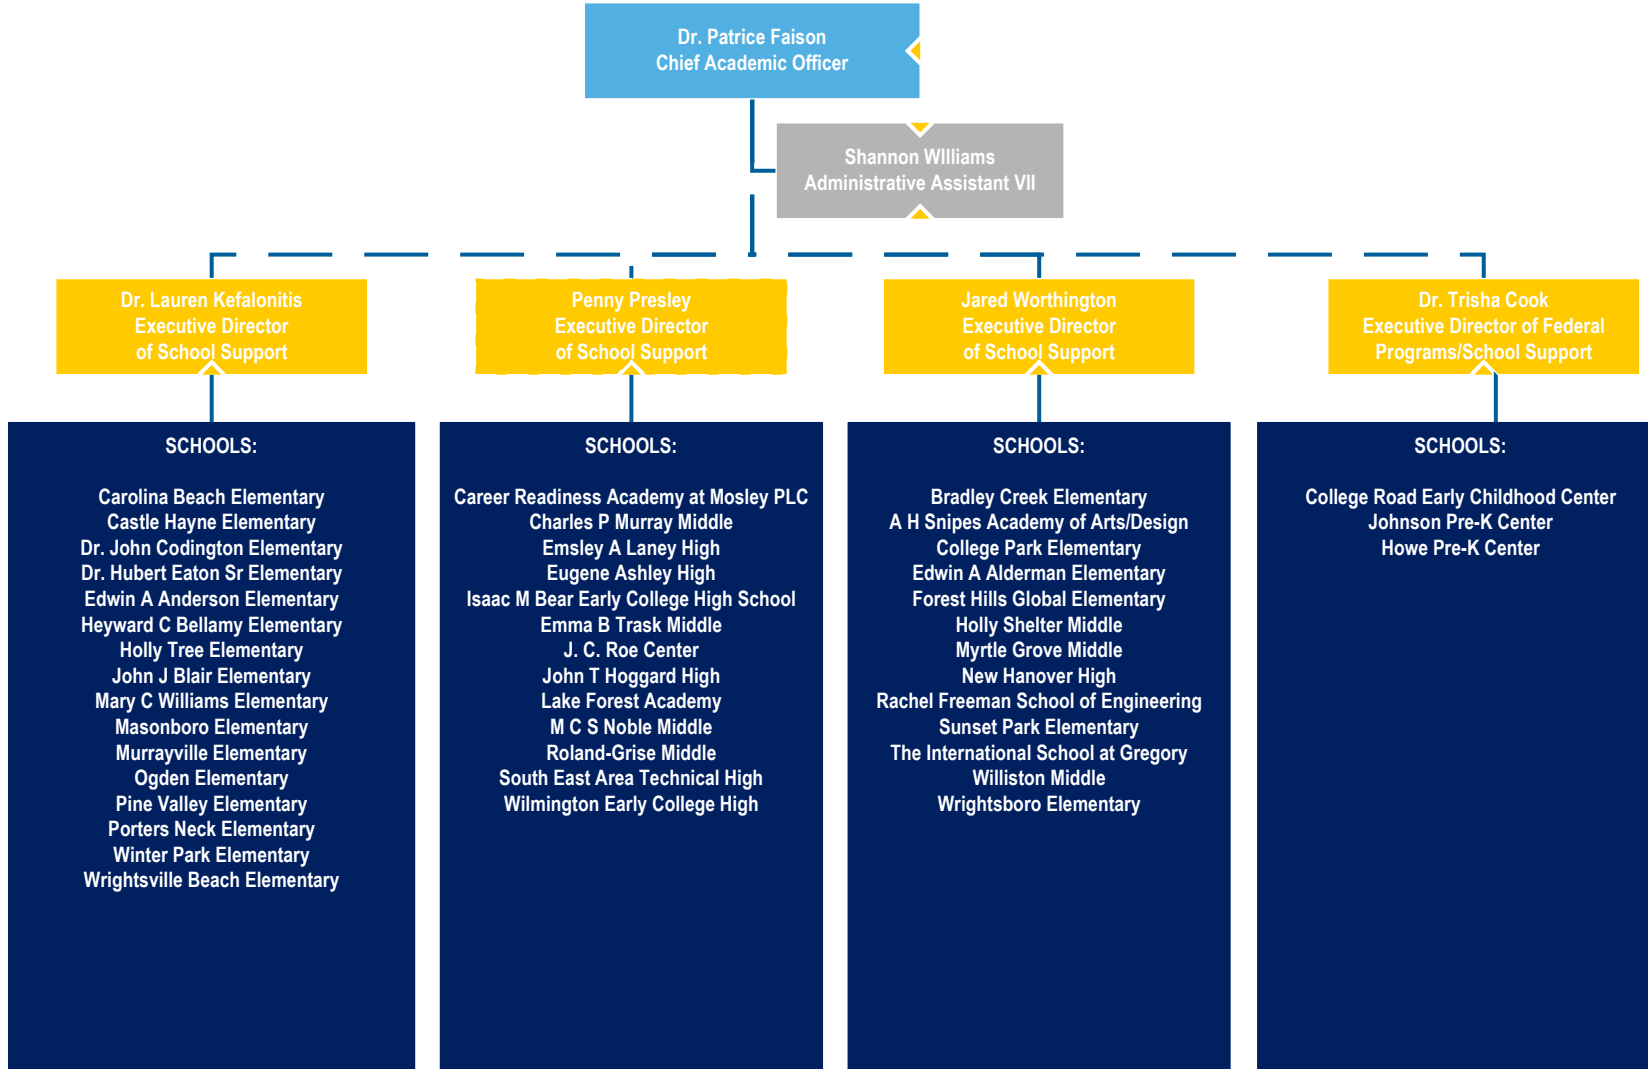 Dr. Patrice Faison
Chief Academic Officer
Shannon WIlliams
Administrative Assistant VII
Dr. Lauren Kefalonitis
Executive Director
of School Support
Penny Presley
Executive Director
of School Support
Jared Worthington
Executive Director
of School Support
Dr. Trisha Cook
Executive Director of Federal
Programs/School Support
SCHOOLS:
Carolina Beach Elementary
Castle Hayne Elementary
Dr. John Codington Elementary
Dr. Hubert Eaton Sr Elementary
Edwin A Anderson Elementary
Heyward C Bellamy Elementary
Holly Tree Elementary
John J Blair Elementary
Mary C Williams Elementary
Masonboro Elementary
Murrayville Elementary
Ogden Elementary
Pine Valley Elementary
Porters Neck Elementary
Winter Park Elementary
Wrightsville Beach Elementary
SCHOOLS:
Career Readiness Academy at Mosley PLC
Charles P Murray Middle
Emsley A Laney High
Eugene Ashley High
Isaac M Bear Early College High School
Emma B Trask Middle
J. C. Roe Center
John T Hoggard High
Lake Forest Academy
M C S Noble Middle
Roland-Grise Middle
South East Area Technical High
Wilmington Early College High
SCHOOLS:
Bradley Creek Elementary
A H Snipes Academy of Arts/Design
College Park Elementary
Edwin A Alderman Elementary
Forest Hills Global Elementary
Holly Shelter Middle
Myrtle Grove Middle
New Hanover High
Rachel Freeman School of Engineering
Sunset Park Elementary
The International School at Gregory
Williston Middle
Wrightsboro Elementary
SCHOOLS:
College Road Early Childhood Center
Johnson Pre-K Center
Howe Pre-K Center